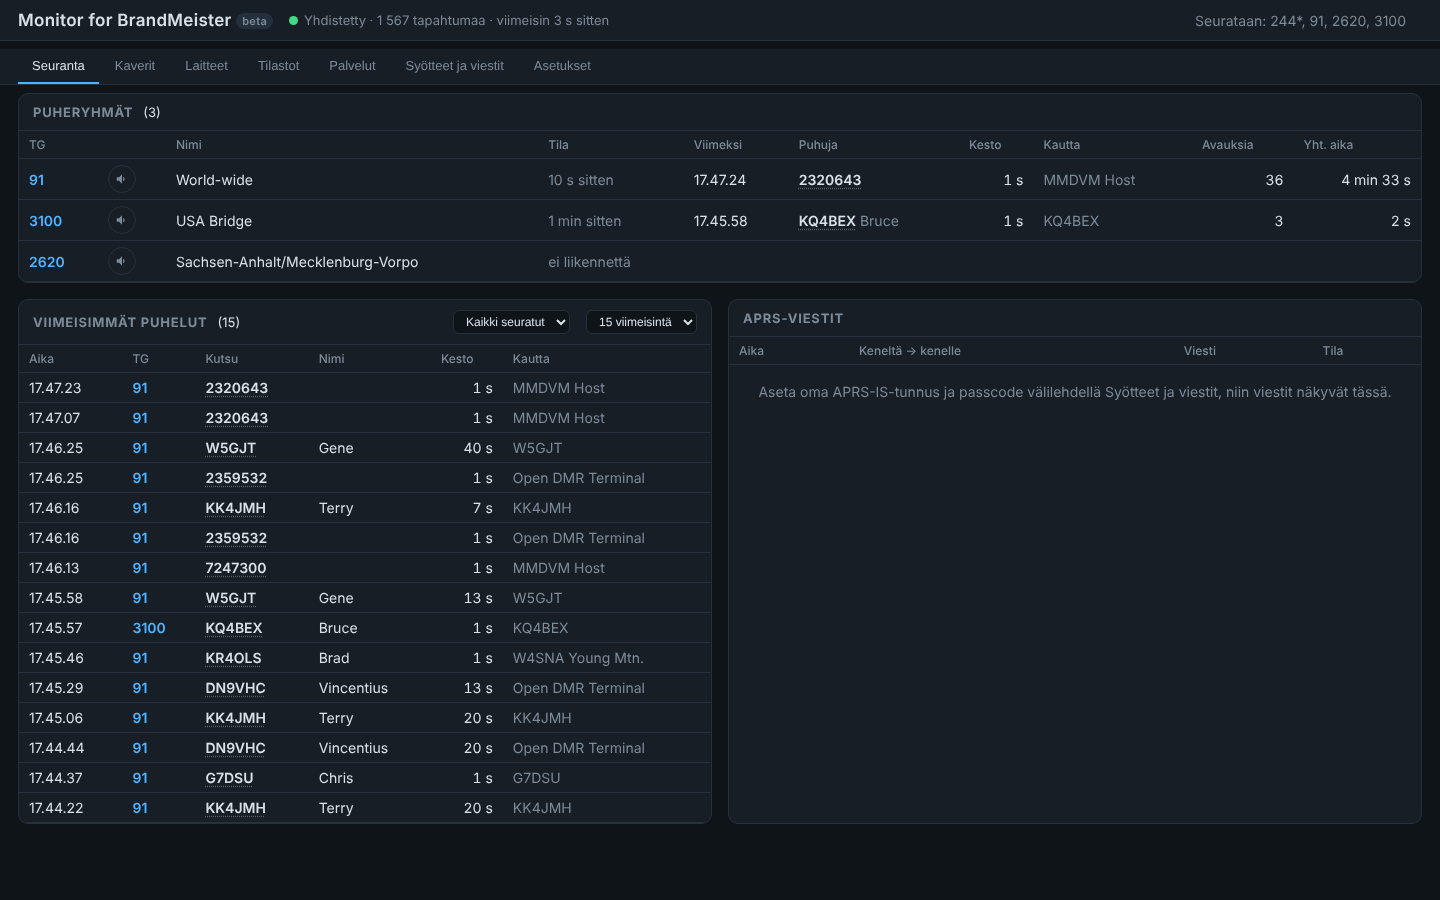 Monitor for BrandMeister beta Yhdistetty · 1 567 tapahtumaa · viimeisin 3 s sitten Seurataan: 244*, 91, 2620, 3100
Seuranta Kaverit Laitteet Tilastot Palvelut Syötteet ja viestit Asetukset
PUHERYHMÄT (3)
TG Nimi Tila Viimeksi Puhuja Kesto Kautta Avauksia Yht. aika
91 World-wide 10 s sitten 17.47.24 2320643 1 s MMDVM Host 36 4 min 33 s
3100 USA Bridge 1 min sitten 17.45.58 KQ4BEX Bruce 1 s KQ4BEX 3 2 s
2620 Sachsen-Anhalt/Mecklenburg-Vorpo ei liikennettä
VIIMEISIMMÄT PUHELUT (15) Kaikki seuratut 15 viimeisintä
Aika TG Kutsu Nimi Kesto Kautta
17.47.23 91 2320643 1 s MMDVM Host
17.47.07 91 2320643 1 s MMDVM Host
17.46.25 91 W5GJT Gene 40 s W5GJT
17.46.25 91 2359532 1 s Open DMR Terminal
17.46.16 91 KK4JMH Terry 7 s KK4JMH
17.46.16 91 2359532 1 s Open DMR Terminal
17.46.13 91 7247300 1 s MMDVM Host
17.45.58 91 W5GJT Gene 13 s W5GJT
17.45.57 3100 KQ4BEX Bruce 1 s KQ4BEX
17.45.46 91 KR4OLS Brad 1 s W4SNA Young Mtn.
17.45.29 91 DN9VHC Vincentius 13 s Open DMR Terminal
17.45.06 91 KK4JMH Terry 20 s KK4JMH
17.44.44 91 DN9VHC Vincentius 20 s Open DMR Terminal
17.44.37 91 G7DSU Chris 1 s G7DSU
17.44.22 91 KK4JMH Terry 20 s KK4JMH
APRS-VIESTIT
Aika Keneltä → kenelle Viesti Tila
Aseta oma APRS-IS-tunnus ja passcode välilehdellä Syötteet ja viestit, niin viestit näkyvät tässä.